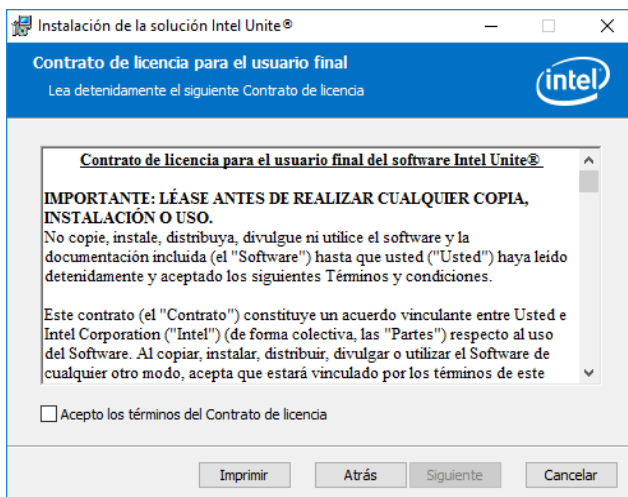 Instalación de la solución Intel Unite®
Contrato de licencia para el usuario final
Lea detenidamente el siguiente Contrato de licencia
intel
Contrato de licencia para el usuario final del software Intel Unite®
IMPORTANTE: LÉASE ANTES DE REALIZAR CUALQUIER COPIA,
INSTALACIÓN O USO.
No copie, instale, distribuya, divulgue ni utilice el software y la
documentación incluida (el "Software") hasta que usted ("Usted") haya leído
detenidamente y aceptado los siguientes Términos y condiciones.
Este contrato (el "Contrato") constituye un acuerdo vinculante entre Usted e
Intel Corporation ("Intel") (de forma colectiva, las "Partes") respecto al uso
del Software. Al copiar, instalar, distribuir, divulgar o utilizar el Software de
cualquier otro modo, acepta que estará vinculado por los términos de este
Acepto los términos del Contrato de licencia
Imprimir Atrás Siguiente Cancelar